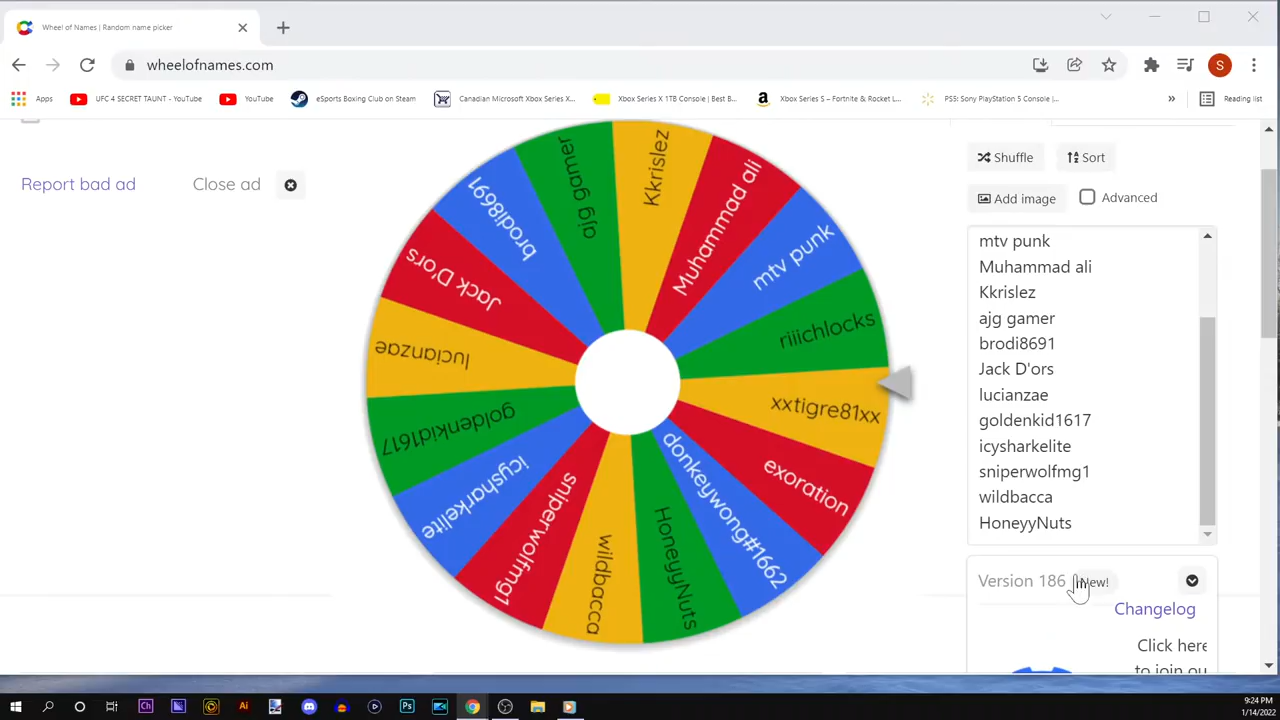 Wheel of Names | Random name picker
wheelofnames.com
S
Apps
UFC 4 SECRET TAUNT - YouTube
YouTube
eSports Boxing Club on Steam
Canadian Microsoft Xbox Series X...
Xbox Series X 1TB Console | Best B...
Xbox Series S – Fortnite & Rocket L...
PS5: Sony PlayStation 5 Console |...
»
Reading list
Report bad ad
Close ad
Kkrislez
Muhammad ali
mtv punk
riiichlocks
xxtigre81xx
exoration
donkeywong#1662
HoneyyNuts
wildbacca
sniperwolfmg1
icysharkelite
goldenkid1617
lucianzae
Jack D'ors
brodi8691
ajg gamer
Shuffle
Sort
Add image
Advanced
mtv punk
Muhammad ali
Kkrislez
ajg gamer
brodi8691
Jack D'ors
lucianzae
goldenkid1617
icysharkelite
sniperwolfmg1
wildbacca
HoneyyNuts
Version 186 New!
Changelog
Click here
to join ou
Ch
Ai
Ps
9:24 PM
1/14/2022